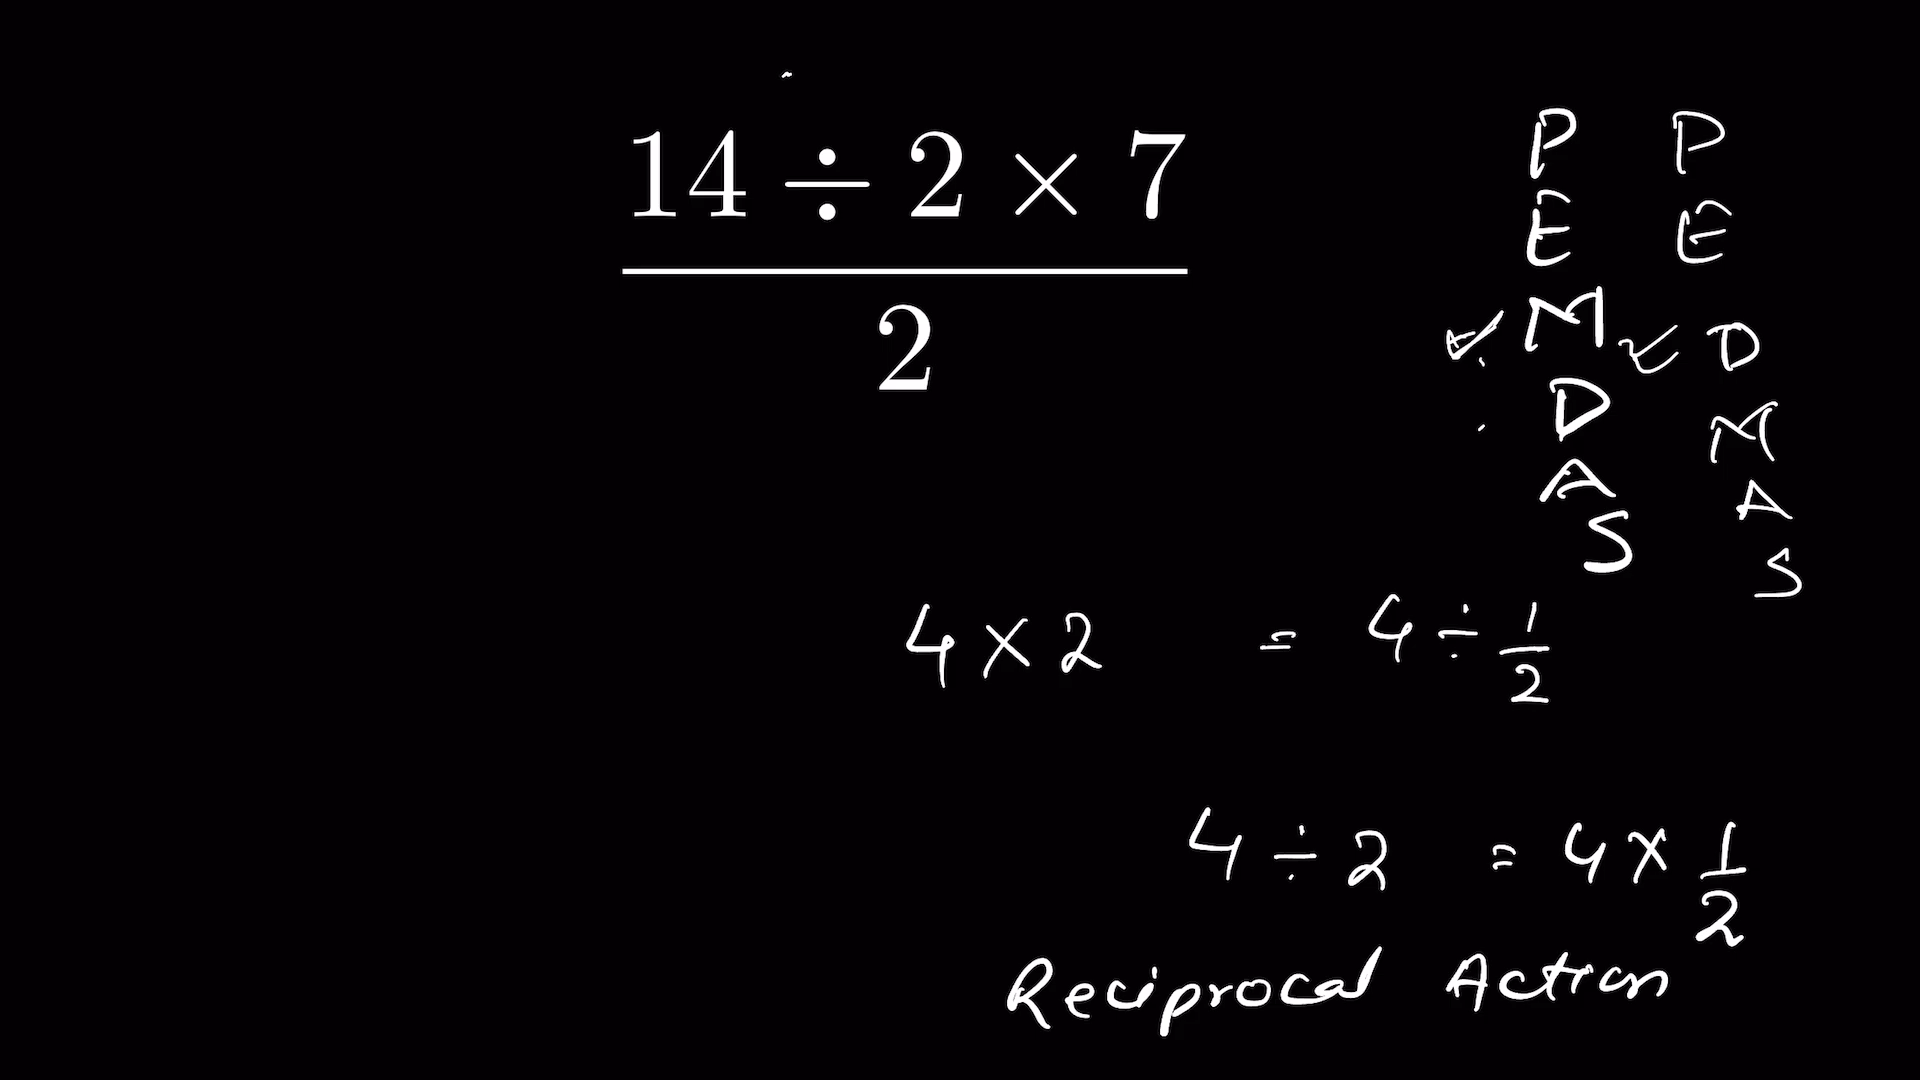 14 ÷ 2 × 7
2
P P
E E
M D
D M
A A
S S
4 × 2 = 4 ÷ 1/2
4 ÷ 2 = 4 × 1/2
Reciprocal Action